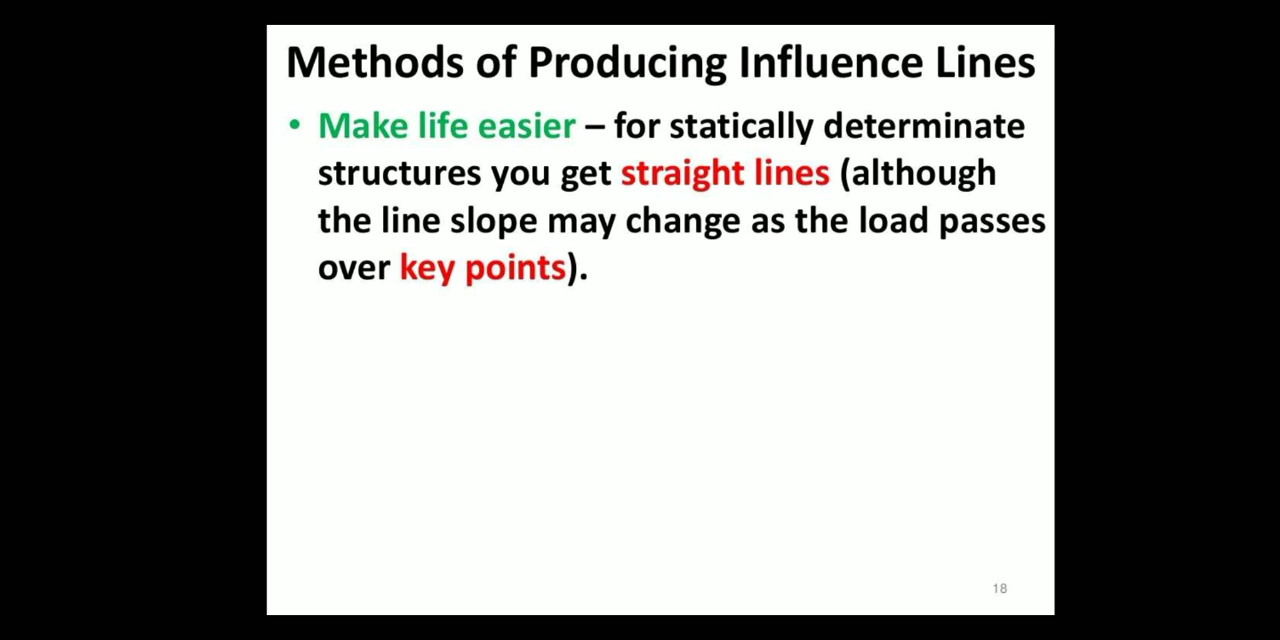 Methods of Producing Influence Lines
• Make life easier – for statically determinate
structures you get straight lines (although
the line slope may change as the load passes
over key points).
18